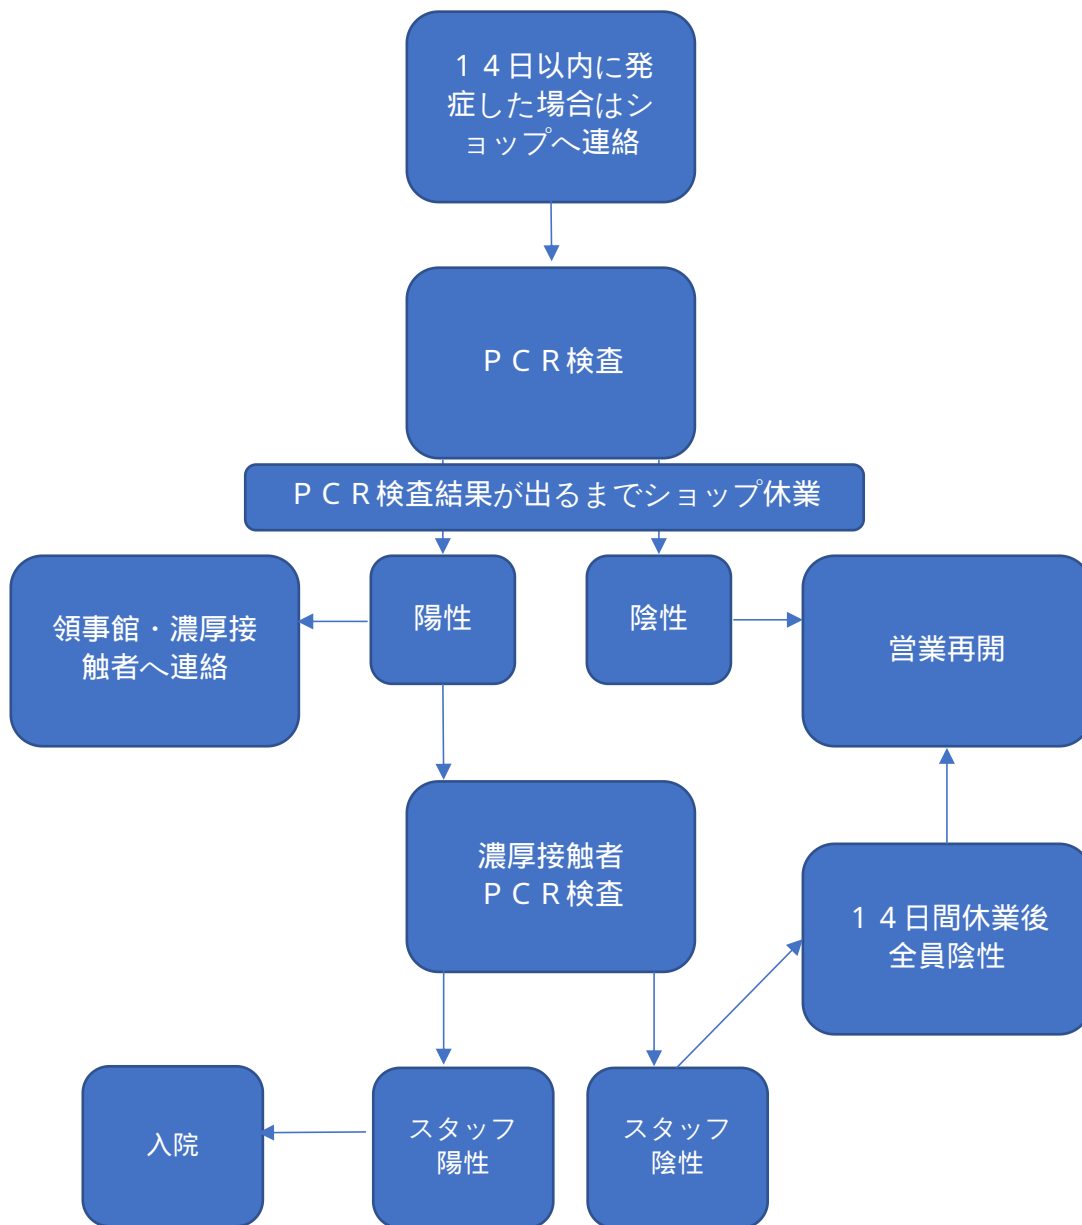 １４日以内に発
症した場合はシ
ョップへ連絡
ＰＣＲ検査
ＰＣＲ検査結果が出るまでショップ休業
領事館・濃厚接
触者へ連絡
陽性
陰性
営業再開
濃厚接触者
ＰＣＲ検査
１４日間休業後
全員陰性
入院
スタッフ
陽性
スタッフ
陰性